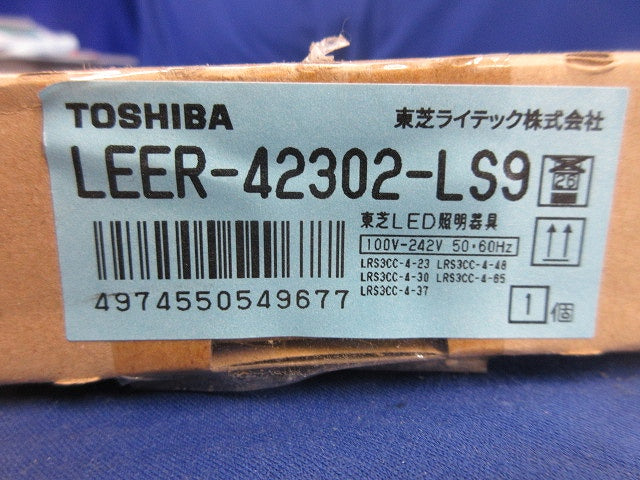 TOSHIBA 東芝ライテック株式会社
LEER-42302-LS9
26
東芝LED照明器具
100V-242V 50・60Hz
LRS3CC-4-23 LRS3CC-4-48
LRS3CC-4-30 LRS3CC-4-65
LRS3CC-4-37
4974550549677
1個